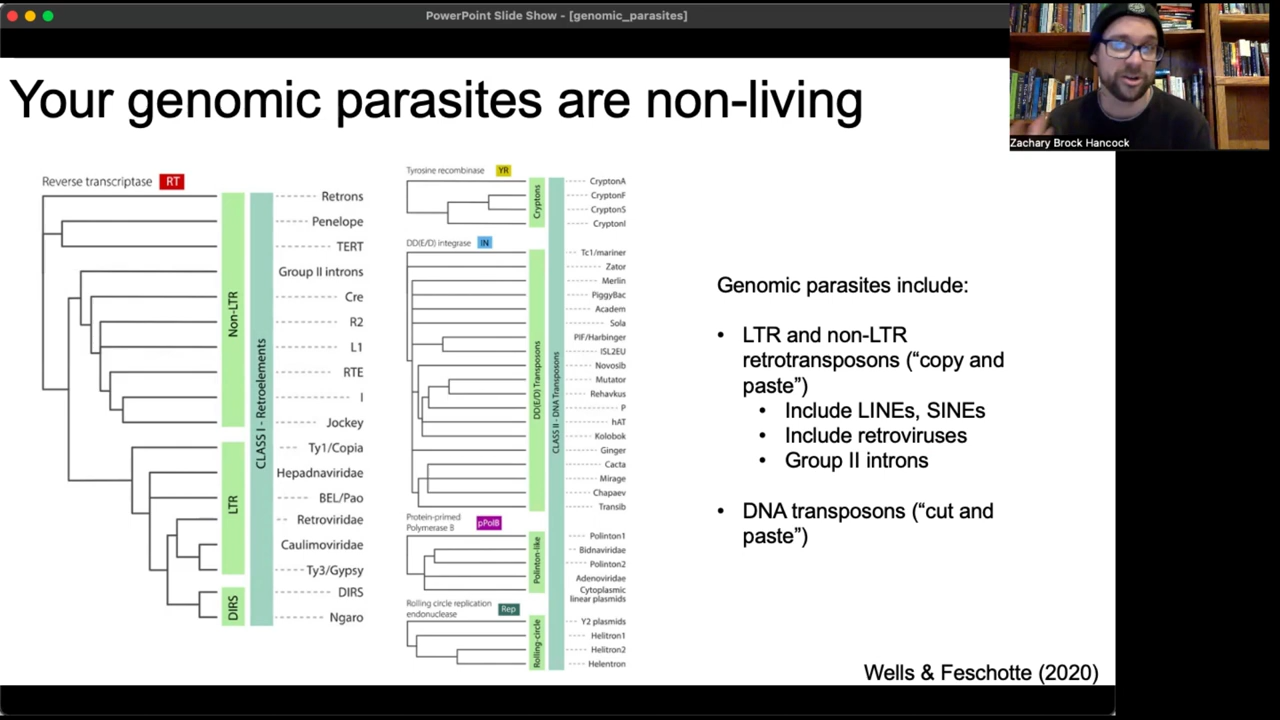 PowerPoint Slide Show - [genomic_parasites]
Zachary Brock Hancock
Your genomic parasites are non-living
Reverse transcriptase RT
Non-LTR
LTR
DIRS
CLASS I - Retroelements
Retrons
Penelope
TERT
Group II introns
Cre
R2
L1
RTE
I
Jockey
Ty1/Copia
Hepadnaviridae
BEL/Pao
Retroviridae
Caulimoviridae
Ty3/Gypsy
DIRS
Ngaro
Tyrosine recombinase YR
Cryptons
CLASS II - DNA Transposons
CryptonA
CryptonF
CryptonS
CryptonI
DD(E/D) integrase IN
DD(E/D) Transposons
Tc1/mariner
Zator
Merlin
PiggyBac
Academ
Sola
PIF/Harbinger
ISL2EU
Novosib
Mutator
Rehavkus
P
hAT
Kolobok
Ginger
Cacta
Mirage
Chapaev
Transib
Protein-primed
Polymerase B pPolB
Polinton-like
Polinton1
Bidnaviridae
Polinton2
Adenoviridae
Cytoplasmic
linear plasmids
Rolling circle replication
endonuclease Rep
Rolling-circle
Y2 plasmids
Helitron1
Helitron2
Helentron
Genomic parasites include:
• LTR and non-LTR
retrotransposons (“copy and
paste”)
• Include LINEs, SINEs
• Include retroviruses
• Group II introns
• DNA transposons (“cut and
paste”)
Wells & Feschotte (2020)